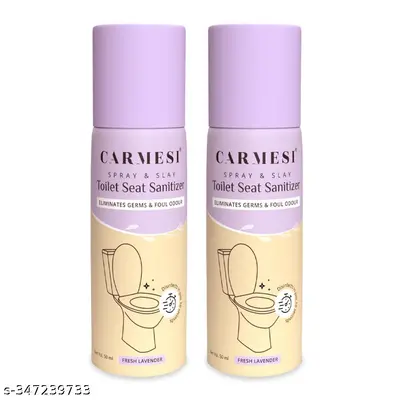 CARMESI
SPRAY & SLAY
Toilet Seat Sanitizer
ELIMINATES GERMS & FOUL ODOUR
FRESH LAVENDER
CARMESI
SPRAY & SLAY
Toilet Seat Sanitizer
ELIMINATES GERMS & FOUL ODOUR
FRESH LAVENDER
s-347239733